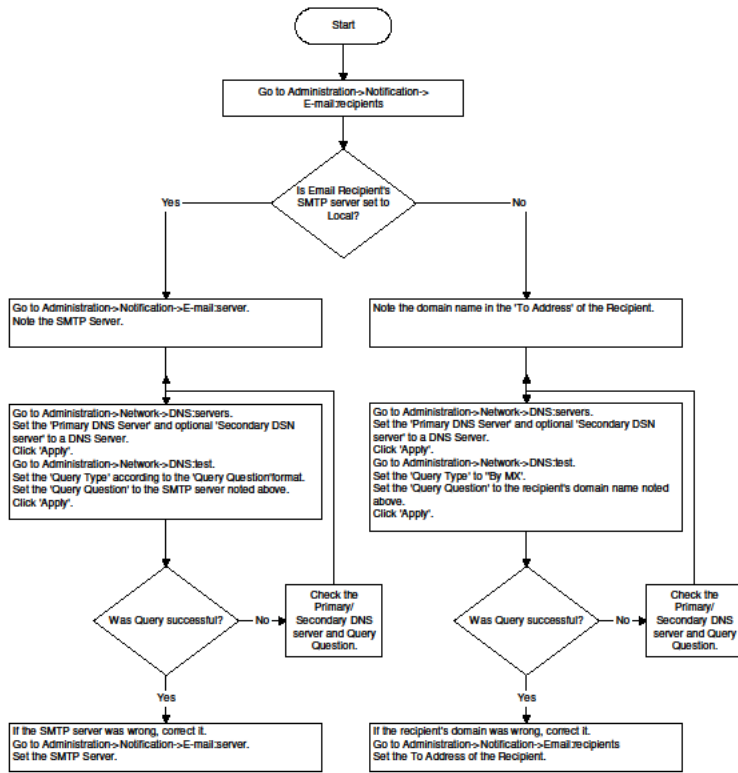 Start
Go to Administration->Notification->
E-mail:recipients
Is Email Recipient's
SMTP server set to
Local?
Yes
No
Go to Administration->Notification->E-mail:server.
Note the SMTP Server.
Note the domain name in the 'To Address' of the Recipient.
Go to Administration->Network->DNS:servers.
Set the 'Primary DNS Server' and optional 'Secondary DSN
server' to a DNS Server.
Click 'Apply'.
Go to Administration->Network->DNS:test.
Set the 'Query Type' according to the 'Query Question'format.
Set the 'Query Question' to the SMTP server noted above.
Click 'Apply'.
Go to Administration->Network->DNS:servers.
Set the 'Primary DNS Server' and optional 'Secondary DSN
server' to a DNS Server.
Click 'Apply'.
Go to Administration->Network->DNS:test.
Set the 'Query Type' to "By MX'.
Set the 'Query Question' to the recipient's domain name noted
above.
Click 'Apply'.
Was Query successful?
No
Check the
Primary/
Secondary DNS
server and Query
Question.
Was Query successful?
No
Check the
Primary/
Secondary DNS
server and Query
Question.
Yes
Yes
If the SMTP server was wrong, correct it.
Go to Administration->Notification->E-mail:server.
Set the SMTP Server.
If the recipient's domain was wrong, correct it.
Go to Administration->Notification->Email:recipients
Set the To Address of the Recipient.